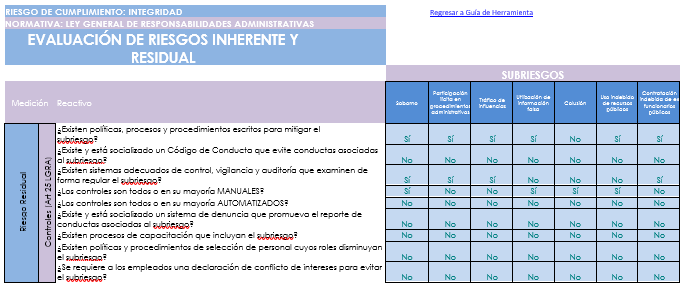 RIESGO DE CUMPLIMIENTO: INTEGRIDAD
Regresar a Guía de Herramienta
NORMATIVA: LEY GENERAL DE RESPONSABILIDADES ADMINISTRATIVAS
EVALUACIÓN DE RIESGOS INHERENTE Y
RESIDUAL
SUBRIESGOS
Medición Reactivo
Soborno
Participación
ilícita en
procedimientos
administrativos
Tráfico de
influencias
Utilización de
información
falsa
Colusión
Uso indebido
de recursos
públicos
Contratación
indebida de ex
funcionarios
públicos
Riesgo Residual
Controles (Art 25 LGRA)
¿Existen políticas, procesos y procedimientos escritos para mitigar el
subriesgo?
Sí Sí Sí Sí No Sí Sí
¿Existe y está socializado un Código de Conducta que evite conductas asociadas
al subriesgo?
No No No No No No No
¿Existen sistemas adecuados de control, vigilancia y auditoría que examinen de
forma regular el subriesgo?
Sí Sí Sí No No Sí Sí
¿Los controles son todos o en su mayoría MANUALES?
Sí No No Sí Sí Sí No
¿Los controles son todos o en su mayoría AUTOMATIZADOS?
No No No No No No No
¿Existe y está socializado un sistema de denuncia que promueva el reporte de
conductas asociadas al subriesgo?
No No No No No No No
¿Existen procesos de capacitación que incluyan el subriesgo?
No No No No No No No
¿Existen políticas y procedimientos de selección de personal cuyos roles disminuyan
el subriesgo?
No No No No No No No
¿Se requiere a los empleados una declaración de conflicto de intereses para evitar
el subriesgo?
No No No No No No No